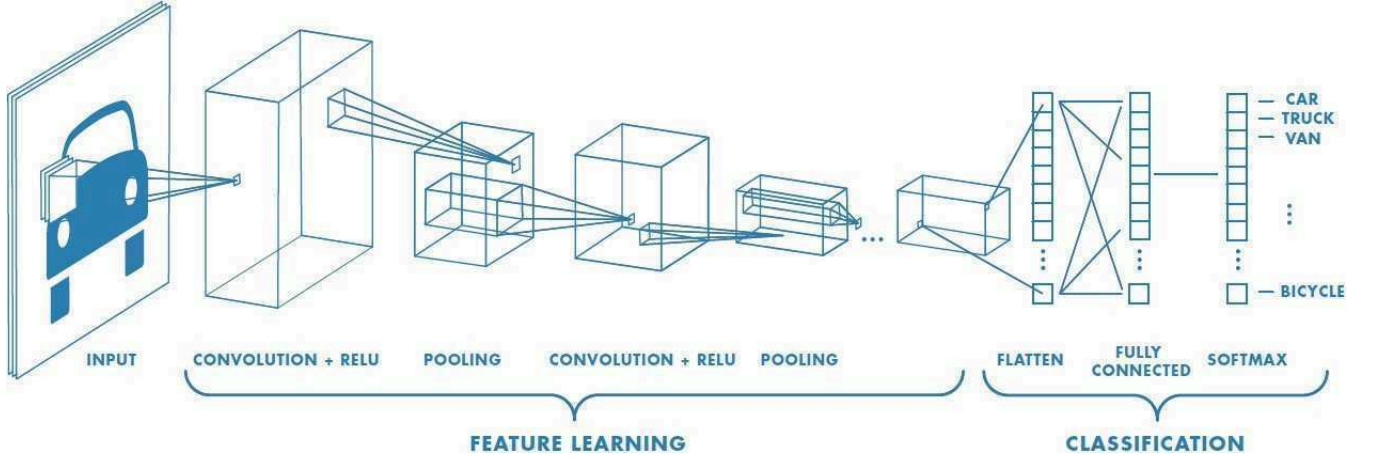 CAR
TRUCK
VAN
BICYCLE
INPUT
CONVOLUTION + RELU
POOLING
CONVOLUTION + RELU
POOLING
FLATTEN
FULLY
CONNECTED
SOFTMAX
FEATURE LEARNING
CLASSIFICATION